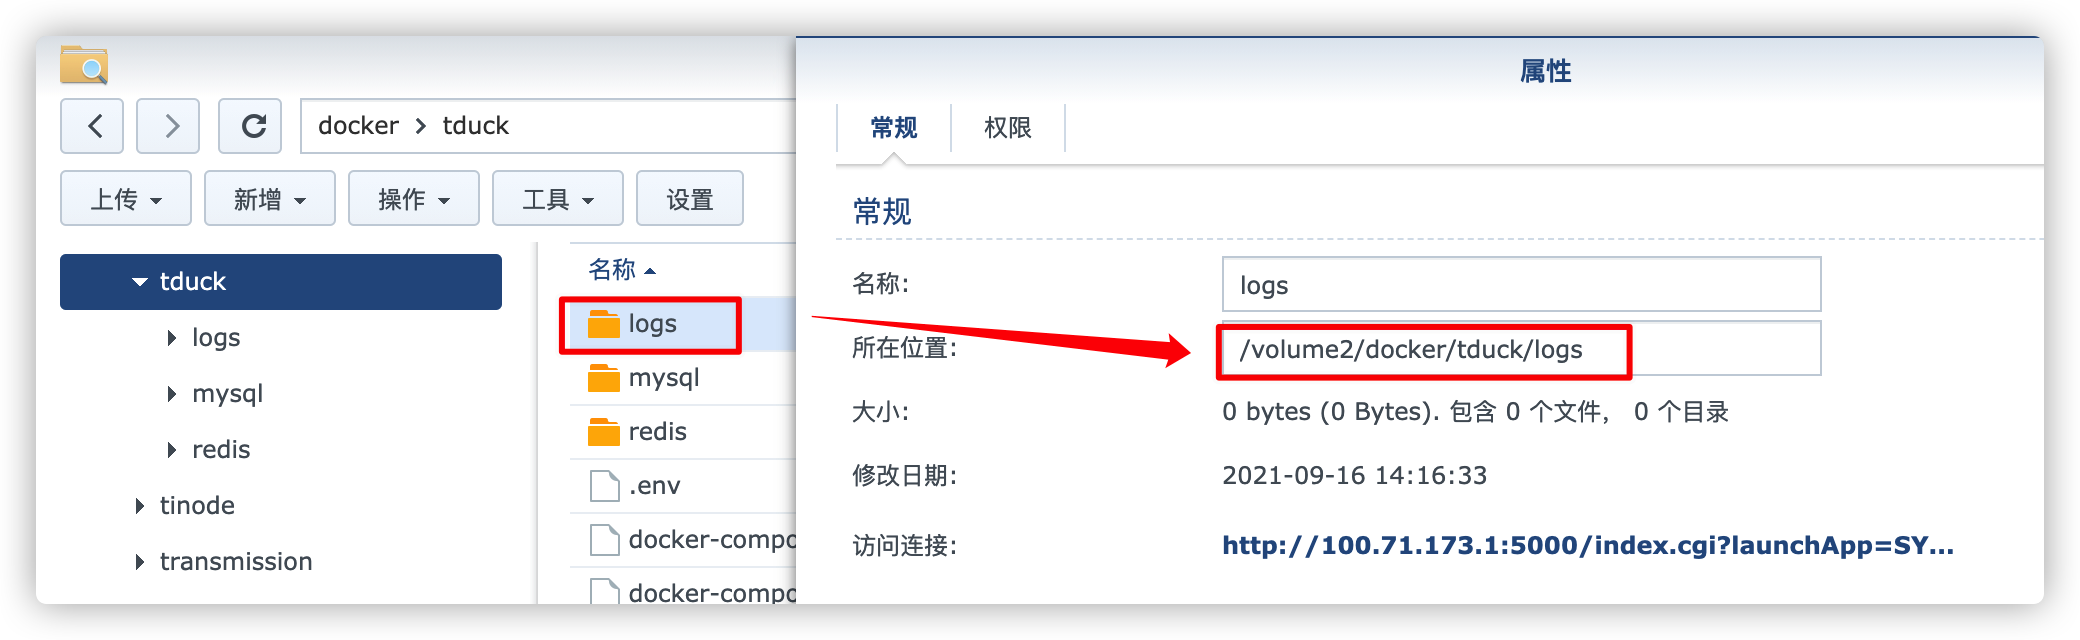 docker > tduck
上传
新增
操作
工具
设置
tduck
logs
mysql
redis
tinode
transmission
名称
logs
mysql
redis
.env
docker-compo
docker-compo
属性
常规
权限
常规
名称:
logs
所在位置:
/volume2/docker/tduck/logs
大小:
0 bytes (0 Bytes). 包含 0 个文件， 0 个目录
修改日期:
2021-09-16 14:16:33
访问连接:
http://100.71.173.1:5000/index.cgi?launchApp=SY...